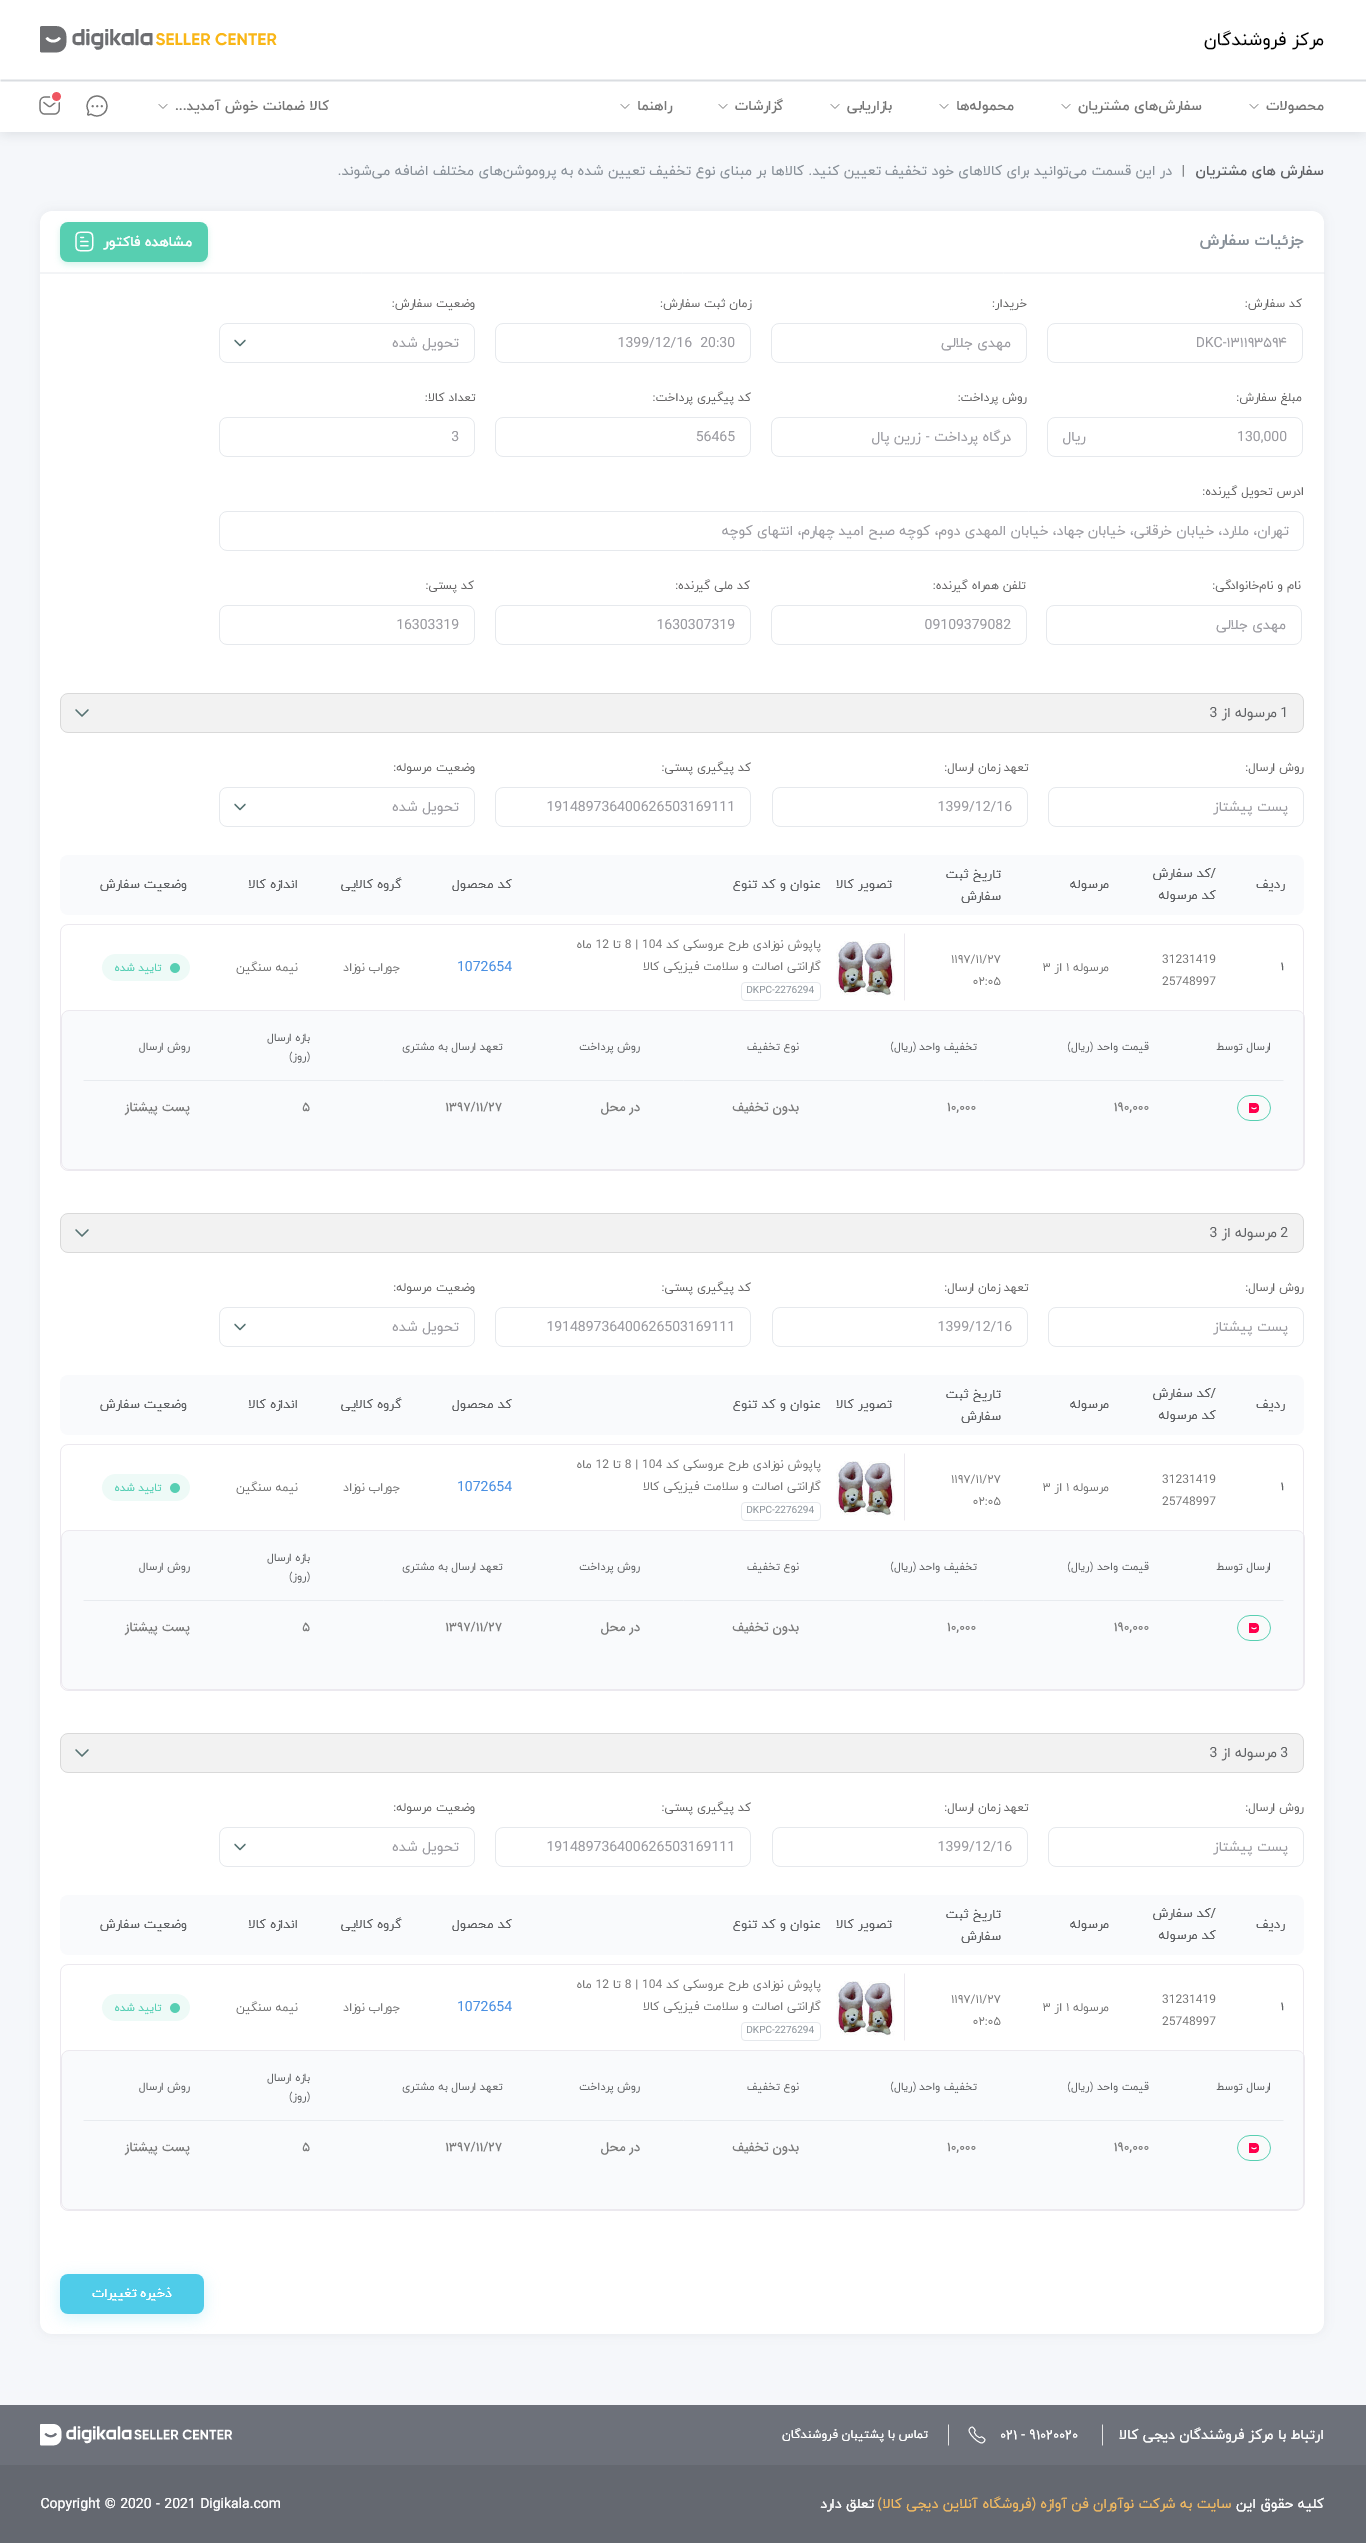 مرکز فروشندگان
digikala SELLER CENTER
محصولات
سفارش‌های مشتریان
محموله‌ها
بازاریابی
گزارشات
راهنما
کالا ضمانت خوش آمدید...
سفارش های مشتریان | در این قسمت می‌توانید برای کالاهای خود تخفیف تعیین کنید. کالاها بر مبنای نوع تخفیف تعیین شده به پروموشن‌های مختلف اضافه می‌شوند.
جزئیات سفارش
مشاهده فاکتور
کد سفارش:
خریدار:
زمان ثبت سفارش:
وضعیت سفارش:
DKC-۱۳۱۱۹۳۵۹۴
مهدی جلالی
1399/12/16 20:30
تحویل شده
مبلغ سفارش:
روش پرداخت:
کد پیگیری پرداخت:
تعداد کالا:
130,000
ریال
درگاه پرداخت - زرین پال
56465
3
ادرس تحویل گیرنده:
تهران، ملارد، خیابان خرقانی، خیابان جهاد، خیابان المهدی دوم، کوچه صبح امید چهارم، انتهای کوچه
نام و نام‌خانوادگی:
تلفن همراه گیرنده:
کد ملی گیرنده:
کد پستی:
مهدی جلالی
09109379082
1630307319
16303319
1 مرسوله از 3
روش ارسال:
تعهد زمان ارسال:
کد پیگیری پستی:
وضعیت مرسوله:
پست پیشتاز
1399/12/16
191489736400626503169111
تحویل شده
ردیف
کد سفارش/
کد مرسوله
مرسوله
تاریخ ثبت
سفارش
تصویر کالا
عنوان و کد تنوع
کد محصول
گروه کالایی
اندازه کالا
وضعیت سفارش
۱
31231419
25748997
مرسوله ۱ از ۳
۱۱۹۷/۱۱/۲۷
۰۲:۰۵
پاپوش نوزادی طرح عروسکی کد 104 | 8 تا 12 ماه
گارانتی اصالت و سلامت فیزیکی کالا
DKPC-2276294
1072654
جوراب نوزاد
نیمه سنگین
تایید شده
ارسال توسط
قیمت واحد (ریال)
تخفیف واحد (ریال)
نوع تخفیف
روش پرداخت
تعهد ارسال به مشتری
بازه ارسال
(روز)
روش ارسال
۱۹۰,۰۰۰
۱۰,۰۰۰
بدون تخفیف
در محل
۱۳۹۷/۱۱/۲۷
۵
پست پیشتاز
2 مرسوله از 3
روش ارسال:
تعهد زمان ارسال:
کد پیگیری پستی:
وضعیت مرسوله:
پست پیشتاز
1399/12/16
191489736400626503169111
تحویل شده
ردیف
کد سفارش/
کد مرسوله
مرسوله
تاریخ ثبت
سفارش
تصویر کالا
عنوان و کد تنوع
کد محصول
گروه کالایی
اندازه کالا
وضعیت سفارش
۱
31231419
25748997
مرسوله ۱ از ۳
۱۱۹۷/۱۱/۲۷
۰۲:۰۵
پاپوش نوزادی طرح عروسکی کد 104 | 8 تا 12 ماه
گارانتی اصالت و سلامت فیزیکی کالا
DKPC-2276294
1072654
جوراب نوزاد
نیمه سنگین
تایید شده
ارسال توسط
قیمت واحد (ریال)
تخفیف واحد (ریال)
نوع تخفیف
روش پرداخت
تعهد ارسال به مشتری
بازه ارسال
(روز)
روش ارسال
۱۹۰,۰۰۰
۱۰,۰۰۰
بدون تخفیف
در محل
۱۳۹۷/۱۱/۲۷
۵
پست پیشتاز
3 مرسوله از 3
روش ارسال:
تعهد زمان ارسال:
کد پیگیری پستی:
وضعیت مرسوله:
پست پیشتاز
1399/12/16
191489736400626503169111
تحویل شده
ردیف
کد سفارش/
کد مرسوله
مرسوله
تاریخ ثبت
سفارش
تصویر کالا
عنوان و کد تنوع
کد محصول
گروه کالایی
اندازه کالا
وضعیت سفارش
۱
31231419
25748997
مرسوله ۱ از ۳
۱۱۹۷/۱۱/۲۷
۰۲:۰۵
پاپوش نوزادی طرح عروسکی کد 104 | 8 تا 12 ماه
گارانتی اصالت و سلامت فیزیکی کالا
DKPC-2276294
1072654
جوراب نوزاد
نیمه سنگین
تایید شده
ارسال توسط
قیمت واحد (ریال)
تخفیف واحد (ریال)
نوع تخفیف
روش پرداخت
تعهد ارسال به مشتری
بازه ارسال
(روز)
روش ارسال
۱۹۰,۰۰۰
۱۰,۰۰۰
بدون تخفیف
در محل
۱۳۹۷/۱۱/۲۷
۵
پست پیشتاز
ذخیره تغییرات
ارتباط با مرکز فروشندگان دیجی کالا
۰۲۱ - ۹۱۰۲۰۰۲۰
تماس با پشتیبان فروشندگان
digikala SELLER CENTER
کلیه حقوق این سایت به شرکت نوآوران فن آوازه (فروشگاه آنلاین دیجی کالا) تعلق دارد
Copyright © 2020 - 2021 Digikala.com